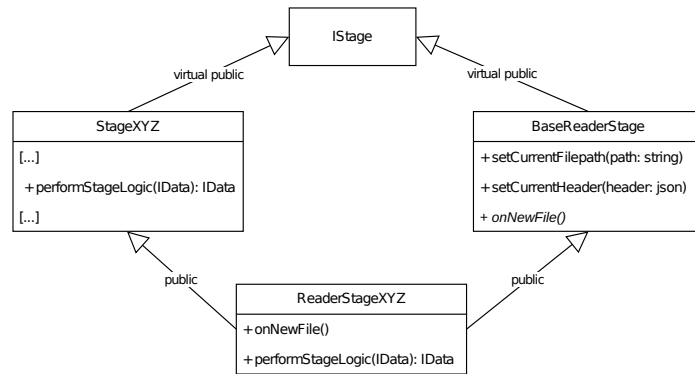 IStage
virtual public
virtual public
StageXYZ
[...]
+performStageLogic(IData): IData
[...]
BaseReaderStage
+setCurrentFilepath(path: string)
+setCurrentHeader(header: json)
+ onNewFile()
public
public
ReaderStageXYZ
+onNewFile()
+performStageLogic(IData): IData